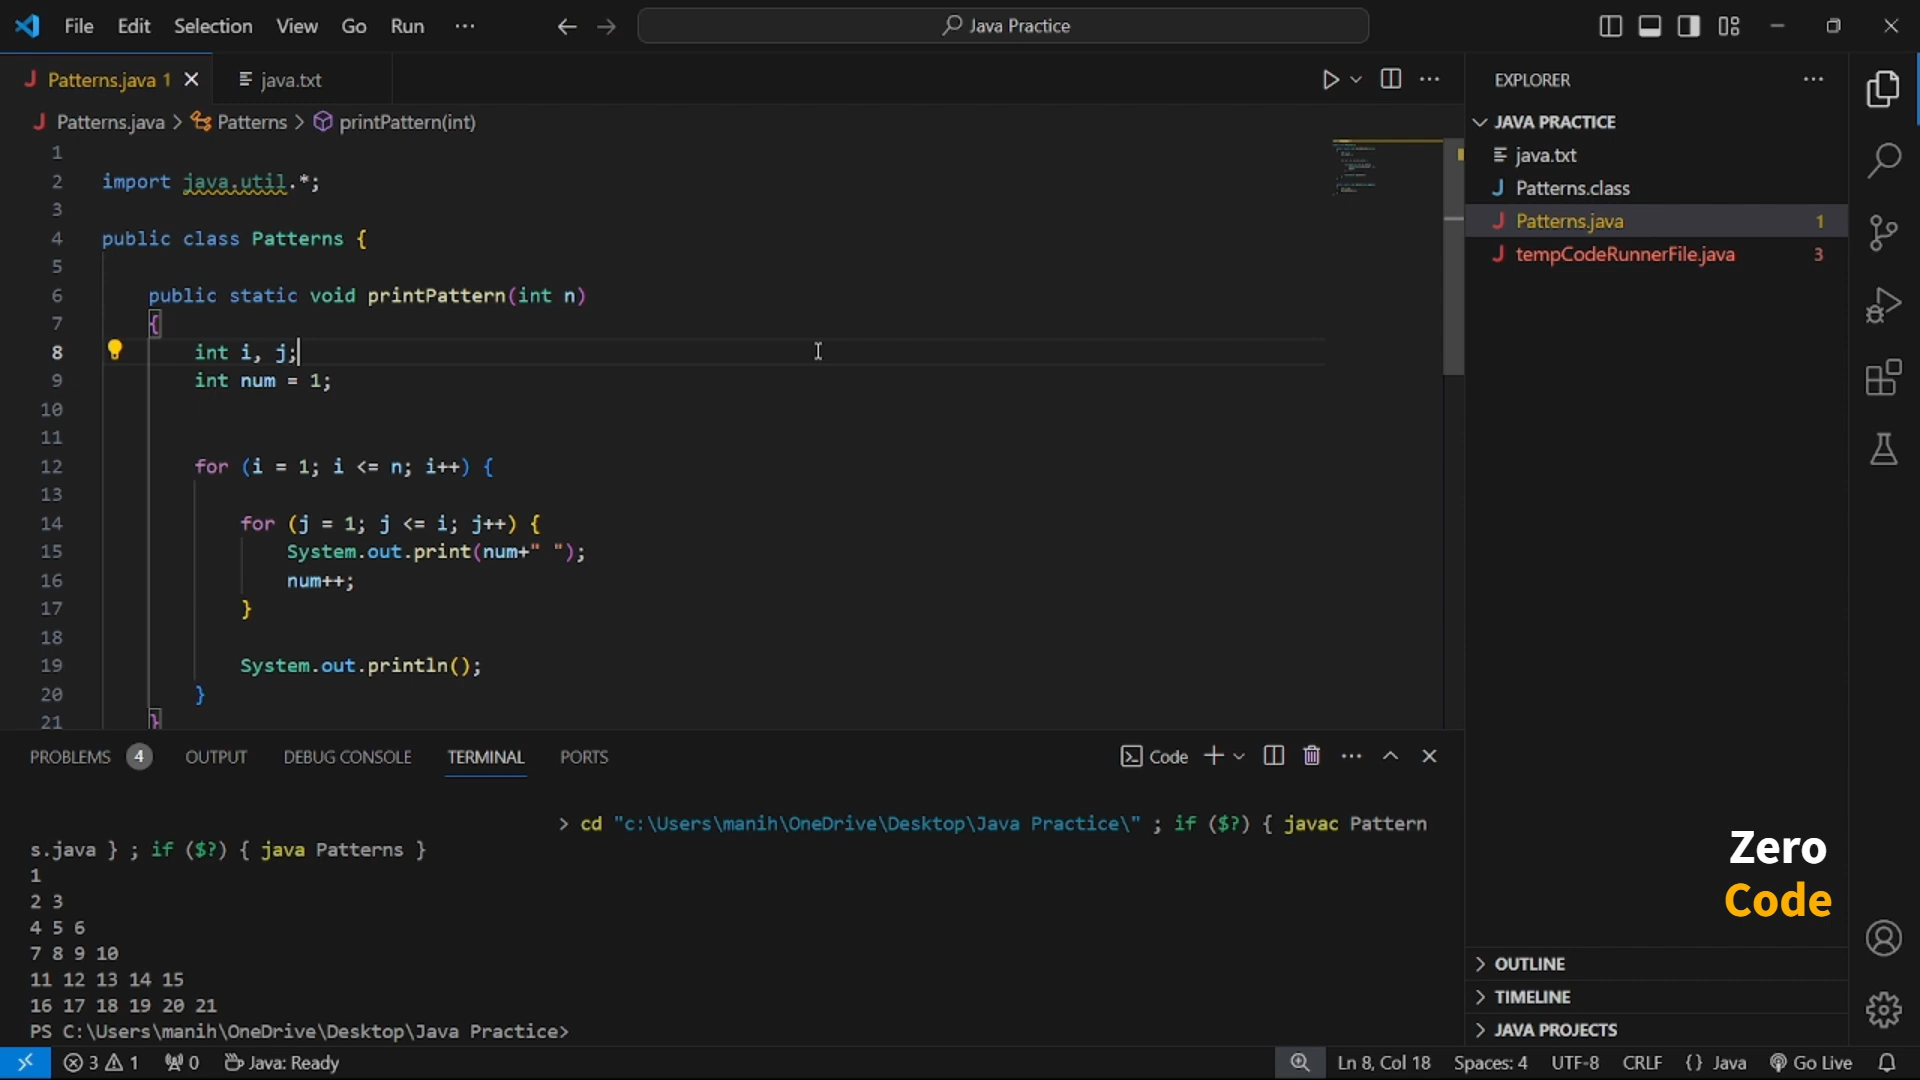 File Edit Selection View Go Run ··· Java Practice
Patterns.java 1 java.txt
Patterns.java > Patterns > printPattern(int)
1
2 import java.util.*;
3
4 public class Patterns {
5
6 public static void printPattern(int n)
7 {
8 int i, j;
9 int num = 1;
10
11
12 for (i = 1; i <= n; i++) {
13
14 for (j = 1; j <= i; j++) {
15 System.out.print(num+" ");
16 num++;
17 }
18
19 System.out.println();
20 }
21 }
EXPLORER
JAVA PRACTICE
java.txt
Patterns.class
Patterns.java 1
tempCodeRunnerFile.java 3
PROBLEMS 4 OUTPUT DEBUG CONSOLE TERMINAL PORTS Code
> cd "c:\Users\manih\OneDrive\Desktop\Java Practice\" ; if ($?) { javac Pattern
s.java } ; if ($?) { java Patterns }
1
2 3
4 5 6
7 8 9 10
11 12 13 14 15
16 17 18 19 20 21
PS C:\Users\manih\OneDrive\Desktop\Java Practice>
Zero
Code
OUTLINE
TIMELINE
JAVA PROJECTS
3 1 0 Java: Ready Ln 8, Col 18 Spaces: 4 UTF-8 CRLF {} Java Go Live